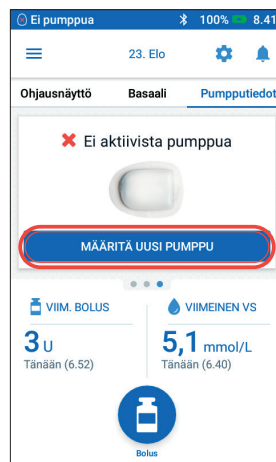 Ei pumppua 100% 8.41
23. Elo
Ohjausnäyttö Basaali Pumpputiedot
Ei aktiivista pumppua
MÄÄRITÄ UUSI PUMPPU
VIIM. BOLUS VIIMEINEN VS
3 U 5,1 mmol/L
Tänään (6.52) Tänään (6.40)
Bolus